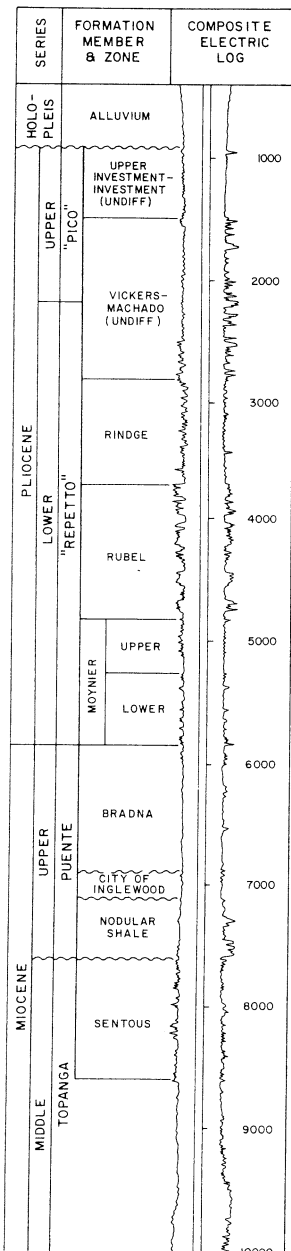 SERIES
FORMATION
MEMBER
& ZONE
COMPOSITE
ELECTRIC
LOG
HOLO-
PLEIS
ALLUVIUM
1000
PLIOCENE
UPPER
"PICO"
UPPER
INVESTMENT-
INVESTMENT
(UNDIFF)
2000
VICKERS-
MACHADO
(UNDIFF)
LOWER
"REPETTO"
3000
RINDGE
4000
RUBEL
5000
MOYNIER
UPPER
LOWER
6000
MIOCENE
UPPER
PUENTE
BRADNA
CITY OF
INGLEWOOD
7000
NODULAR
SHALE
8000
MIDDLE
TOPANGA
SENTOUS
9000
10000